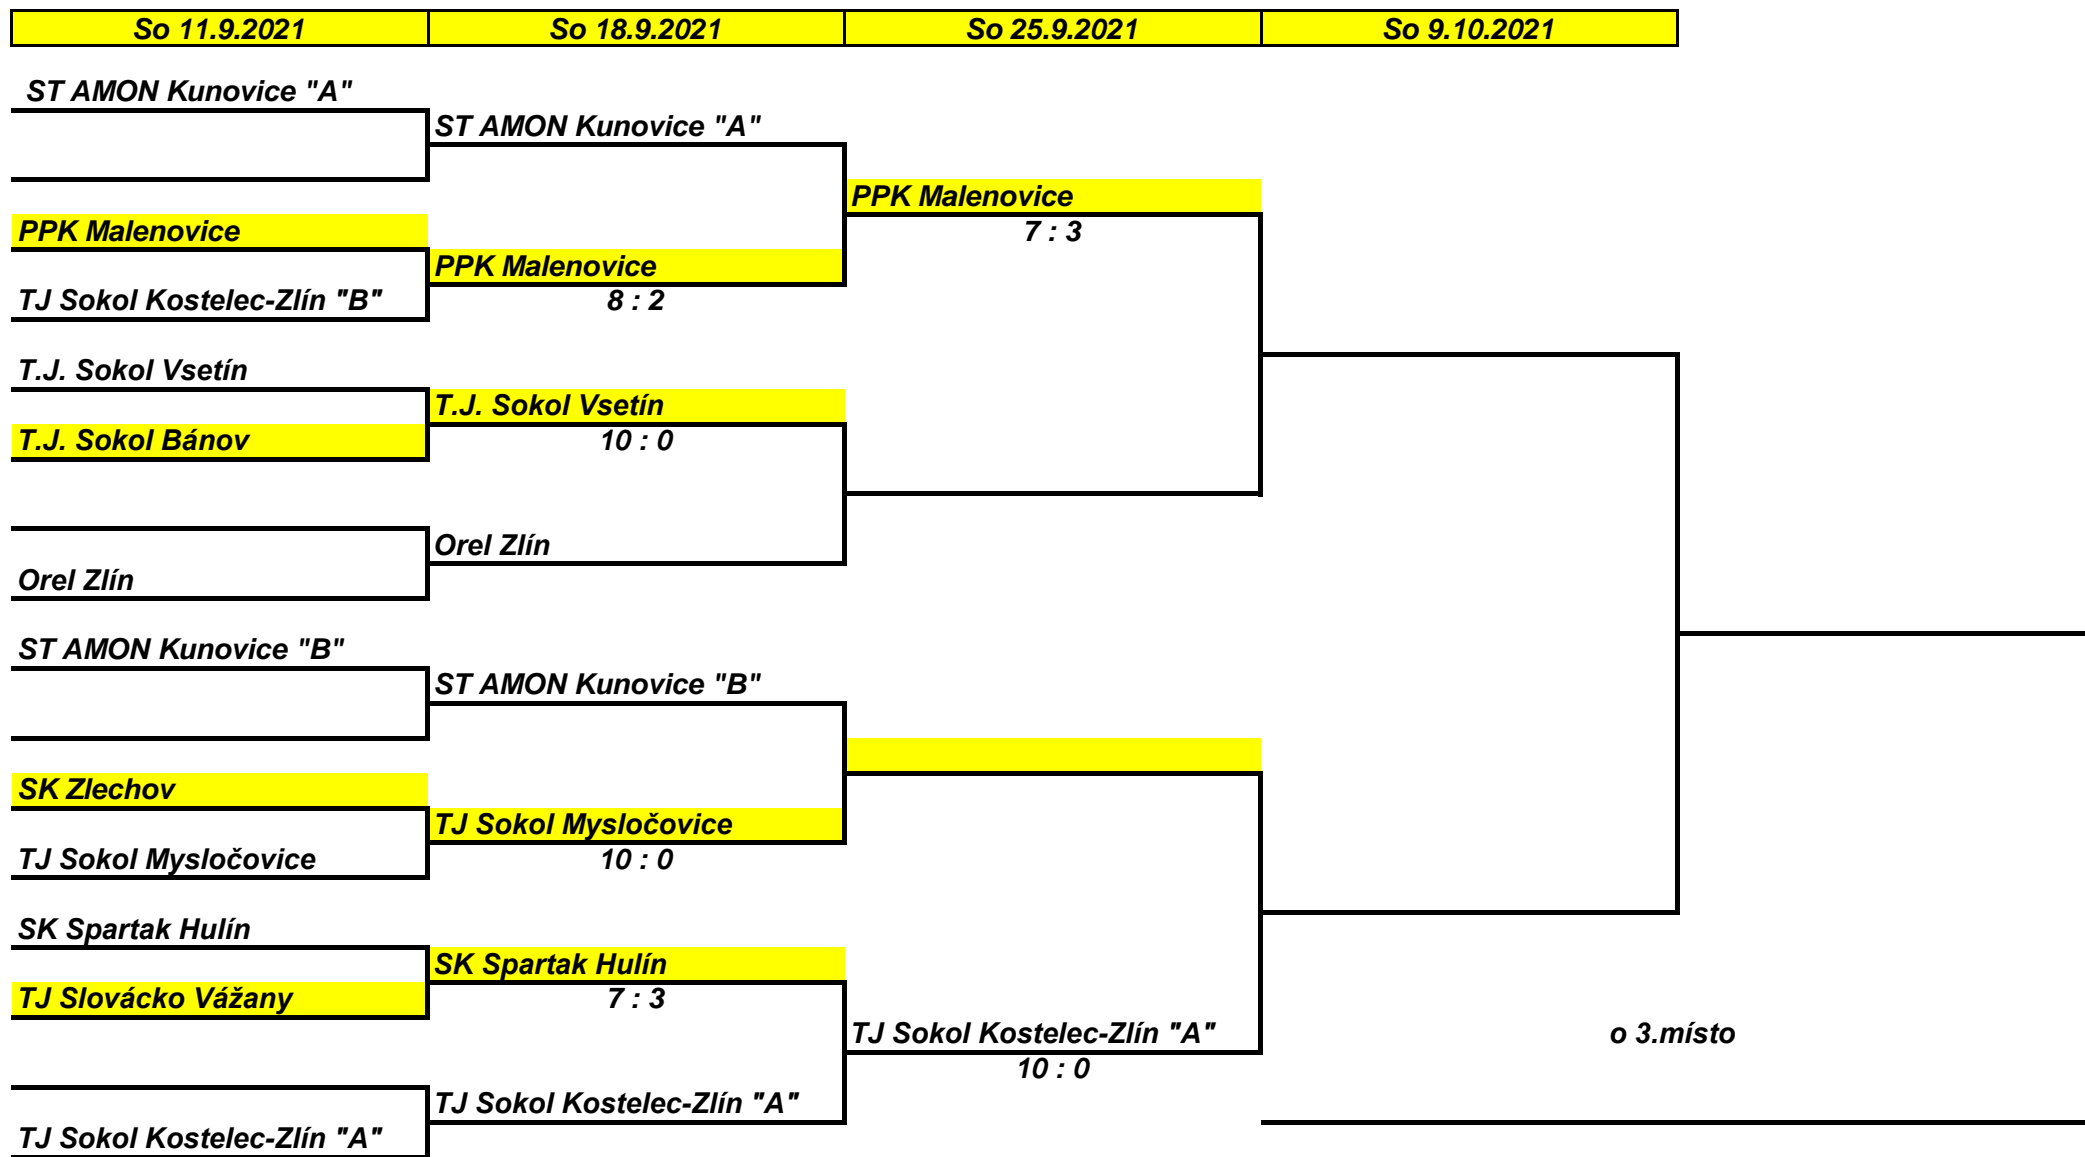 So 11.9.2021 So 18.9.2021 So 25.9.2021 So 9.10.2021
ST AMON Kunovice "A"
ST AMON Kunovice "A"
PPK Malenovice
PPK Malenovice 7 : 3
PPK Malenovice
TJ Sokol Kostelec-Zlín "B" 8 : 2
T.J. Sokol Vsetín
T.J. Sokol Vsetín
T.J. Sokol Bánov 10 : 0
Orel Zlín
Orel Zlín
ST AMON Kunovice "B"
ST AMON Kunovice "B"
SK Zlechov
TJ Sokol Mysločovice
TJ Sokol Mysločovice 10 : 0
SK Spartak Hulín
SK Spartak Hulín
TJ Slovácko Vážany 7 : 3
TJ Sokol Kostelec-Zlín "A" o 3.místo
10 : 0
TJ Sokol Kostelec-Zlín "A"
TJ Sokol Kostelec-Zlín "A"